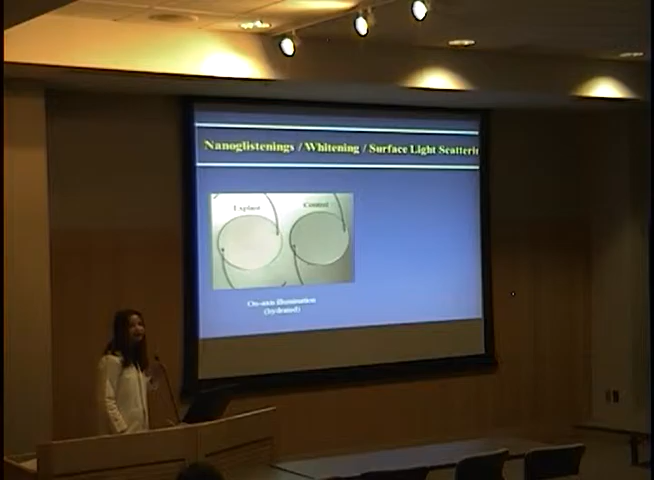 Nanoglistenings / Whitening / Surface Light Scatterin
Explant Control
On-axis illumination
(hydrated)